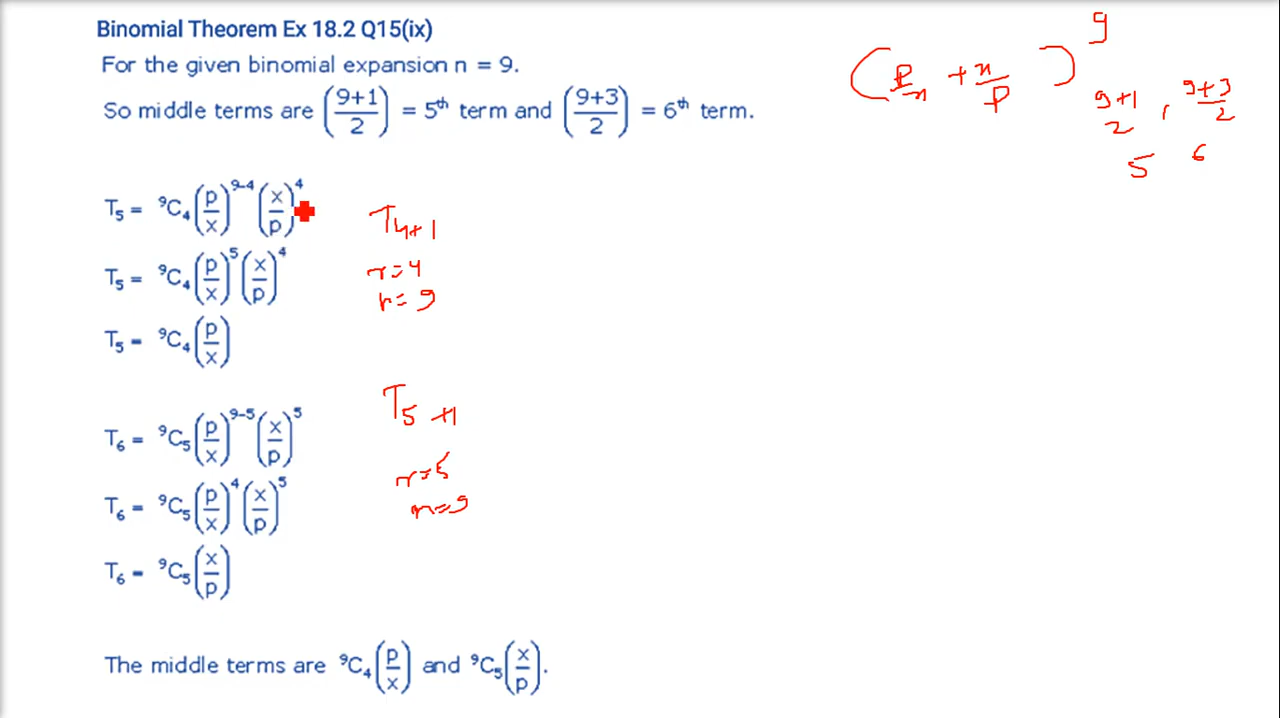 Binomial Theorem Ex 18.2 Q15(ix)
For the given binomial expansion n = 9.
So middle terms are ((9+1)/2) = 5ᵗʰ term and ((9+3)/2) = 6ᵗʰ term.
(p/x + x/p)⁹
(9+1)/2 , (9+3)/2
5 6
T₅ = ⁹C₄(p/x)⁹⁻⁴(x/p)⁴
T₄₊₁
T₅ = ⁹C₄(p/x)⁵(x/p)⁴
r=4
n=9
T₅ = ⁹C₄(p/x)
T₅ +1
T₆ = ⁹C₅(p/x)⁹⁻⁵(x/p)⁵
r=5
T₆ = ⁹C₅(p/x)⁴(x/p)⁵
n=9
T₆ = ⁹C₅(x/p)
The middle terms are ⁹C₄(p/x) and ⁹C₅(x/p).